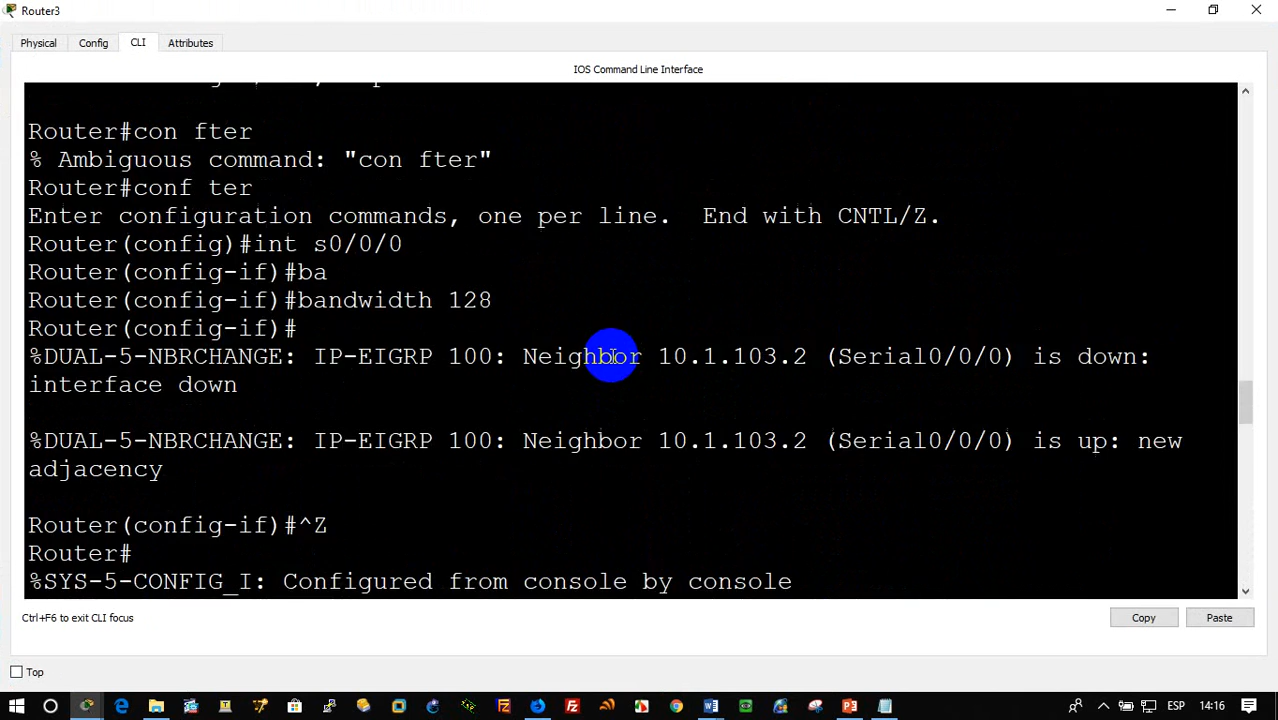 Router3
Physical
Config
CLI
Attributes
IOS Command Line Interface
Router#con fter
% Ambiguous command: "con fter"
Router#conf ter
Enter configuration commands, one per line.  End with CNTL/Z.
Router(config)#int s0/0/0
Router(config-if)#ba
Router(config-if)#bandwidth 128
Router(config-if)#
%DUAL-5-NBRCHANGE: IP-EIGRP 100: Neighbor 10.1.103.2 (Serial0/0/0) is down:
interface down
%DUAL-5-NBRCHANGE: IP-EIGRP 100: Neighbor 10.1.103.2 (Serial0/0/0) is up: new
adjacency
Router(config-if)#^Z
Router#
%SYS-5-CONFIG_I: Configured from console by console
Ctrl+F6 to exit CLI focus
Copy
Paste
Top
ESP
14:16